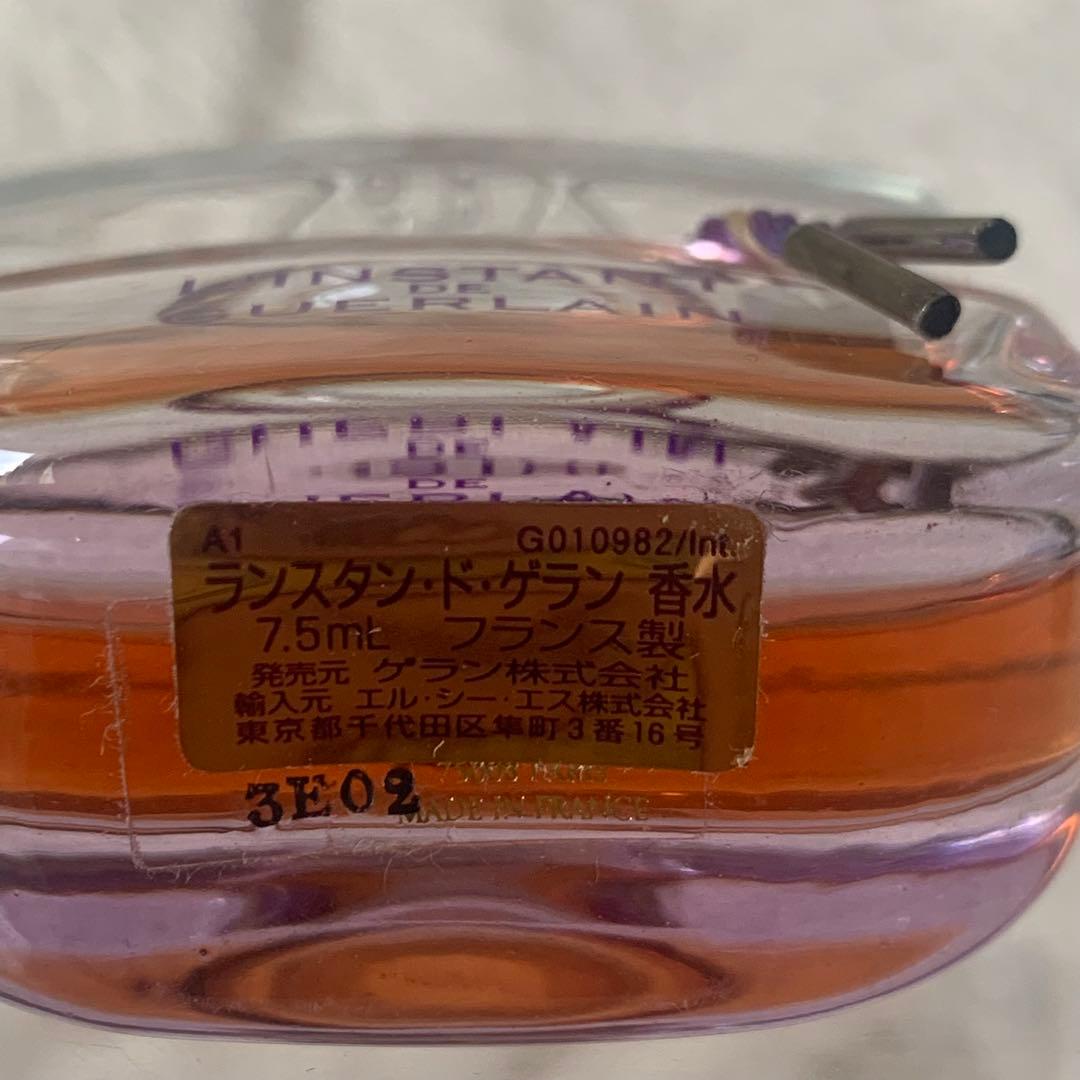 L'INSTANT
DE
GUERLAIN
A1 G010982/Int.
ランスタン・ド・ゲラン 香水
7.5mL フランス製
発売元 ゲラン株式会社
輸入元 エル・シー・エス株式会社
東京都千代田区隼町3番16号
3E02
MADE IN FRANCE